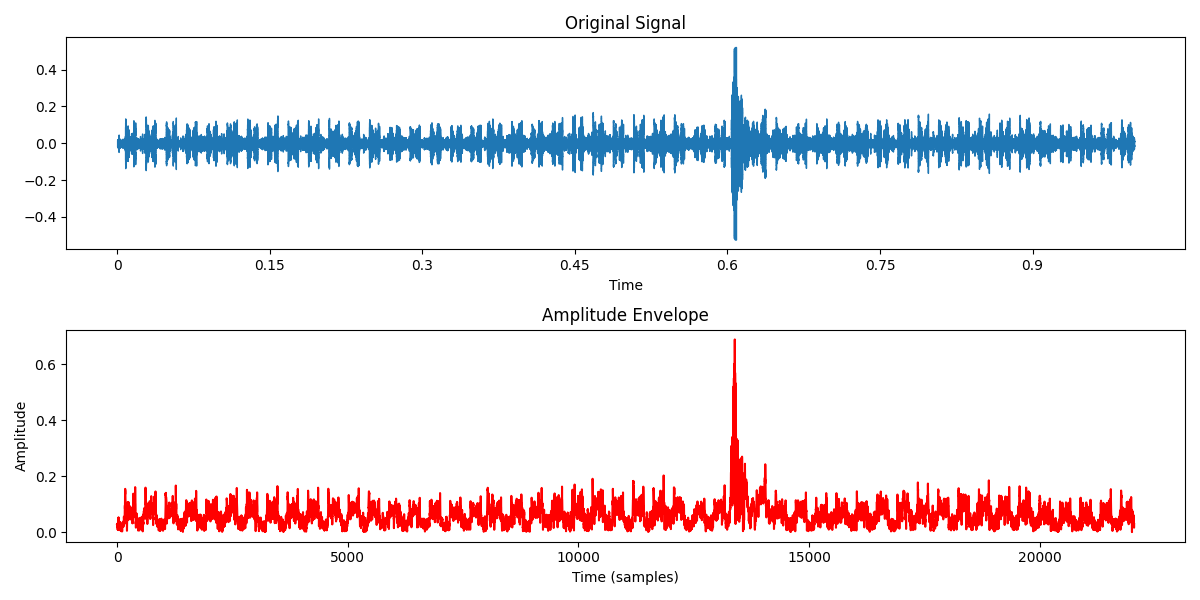 Original Signal
0.4
0.2
0.0
−0.2
−0.4
0 0.15 0.3 0.45 0.6 0.75 0.9
Time
Amplitude Envelope
Amplitude
0.6
0.4
0.2
0.0
0 5000 10000 15000 20000
Time (samples)